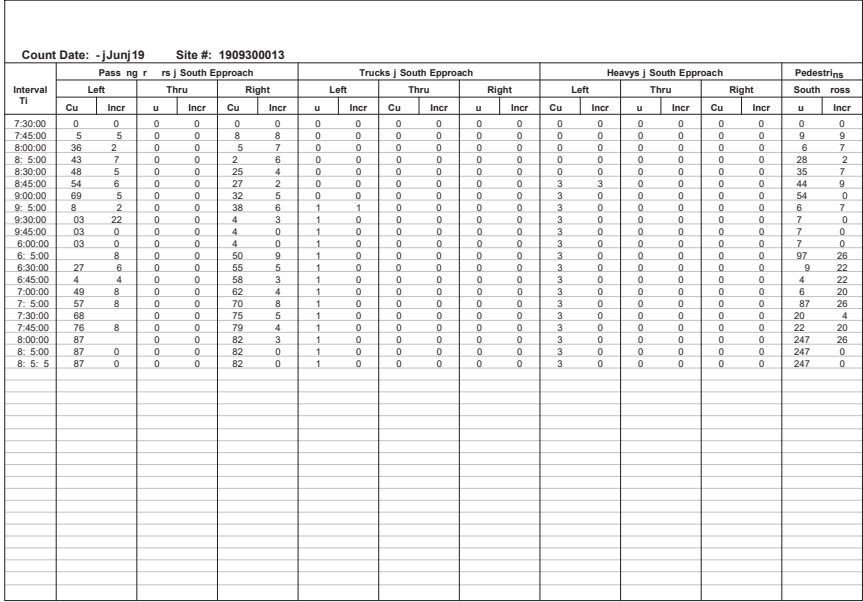 Count Date: - jJunj19 Site #: 1909300013
Pass ng r rs j South Epproach Trucks j South Epproach Heavys j South Epproach Pedestrins
Interval Left Thru Right Left Thru Right Left Thru Right South ross
Ti Cu Incr u Incr Cu Incr u Incr Cu Incr u Incr Cu Incr u Incr Cu Incr u Incr
7:30:00 0 0 0 0 0 0 0 0 0 0 0 0 0 0 0 0 0 0 0 0
7:45:00 5 5 0 0 8 8 0 0 0 0 0 0 0 0 0 0 0 0 9 9
8:00:00 36 2 0 0 5 7 0 0 0 0 0 0 0 0 0 0 0 0 6 7
8: 5:00 43 7 0 0 2 6 0 0 0 0 0 0 0 0 0 0 0 0 28 2
8:30:00 48 5 0 0 25 4 0 0 0 0 0 0 0 0 0 0 0 0 35 7
8:45:00 54 6 0 0 27 2 0 0 0 0 0 0 3 3 0 0 0 0 44 9
9:00:00 69 5 0 0 32 5 0 0 0 0 0 0 3 0 0 0 0 0 54 0
9: 5:00 8 2 0 0 38 6 1 1 0 0 0 0 3 0 0 0 0 0 6 7
9:30:00 03 22 0 0 4 3 1 0 0 0 0 0 3 0 0 0 0 0 7 0
9:45:00 03 0 0 0 4 0 1 0 0 0 0 0 3 0 0 0 0 0 7 0
6:00:00 03 0 0 0 4 0 1 0 0 0 0 0 3 0 0 0 0 0 7 0
6: 5:00 8 0 0 50 9 1 0 0 0 0 0 3 0 0 0 0 0 97 26
6:30:00 27 6 0 0 55 5 1 0 0 0 0 0 3 0 0 0 0 0 9 22
6:45:00 4 4 0 0 58 3 1 0 0 0 0 0 3 0 0 0 0 0 4 22
7:00:00 49 8 0 0 62 4 1 0 0 0 0 0 3 0 0 0 0 0 6 20
7: 5:00 57 8 0 0 70 8 1 0 0 0 0 0 3 0 0 0 0 0 87 26
7:30:00 68 0 0 75 5 1 0 0 0 0 0 3 0 0 0 0 0 20 4
7:45:00 76 8 0 0 79 4 1 0 0 0 0 0 3 0 0 0 0 0 22 20
8:00:00 87 0 0 82 3 1 0 0 0 0 0 3 0 0 0 0 0 247 26
8: 5:00 87 0 0 0 82 0 1 0 0 0 0 0 3 0 0 0 0 0 247 0
8: 5: 5 87 0 0 0 82 0 1 0 0 0 0 0 3 0 0 0 0 0 247 0